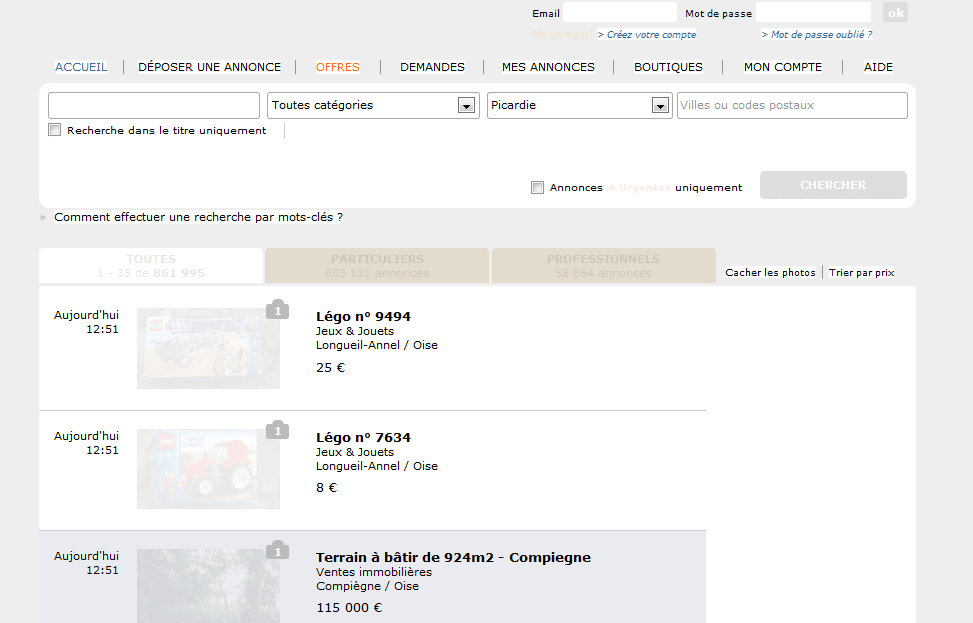 Email Mot de passe ok
Nouveau! > Créez votre compte > Mot de passe oublié ?
ACCUEIL DÉPOSER UNE ANNONCE OFFRES DEMANDES MES ANNONCES BOUTIQUES MON COMPTE AIDE
Toutes catégories Picardie Villes ou codes postaux
Recherche dans le titre uniquement
Annonces + Urgentes uniquement CHERCHER
» Comment effectuer une recherche par mots-clés ?
TOUTES PARTICULIERS PROFESSIONNELS
1 - 35 de 861 995 803 131 annonces 58 864 annonces Cacher les photos Trier par prix
Aujourd'hui 1 Légo n° 9494
12:51 Jeux & Jouets
Longueil-Annel / Oise
25 €
Aujourd'hui 1 Légo n° 7634
12:51 Jeux & Jouets
Longueil-Annel / Oise
8 €
Aujourd'hui 1 Terrain à bâtir de 924m2 - Compiegne
12:51 Ventes immobilières
Compiègne / Oise
115 000 €